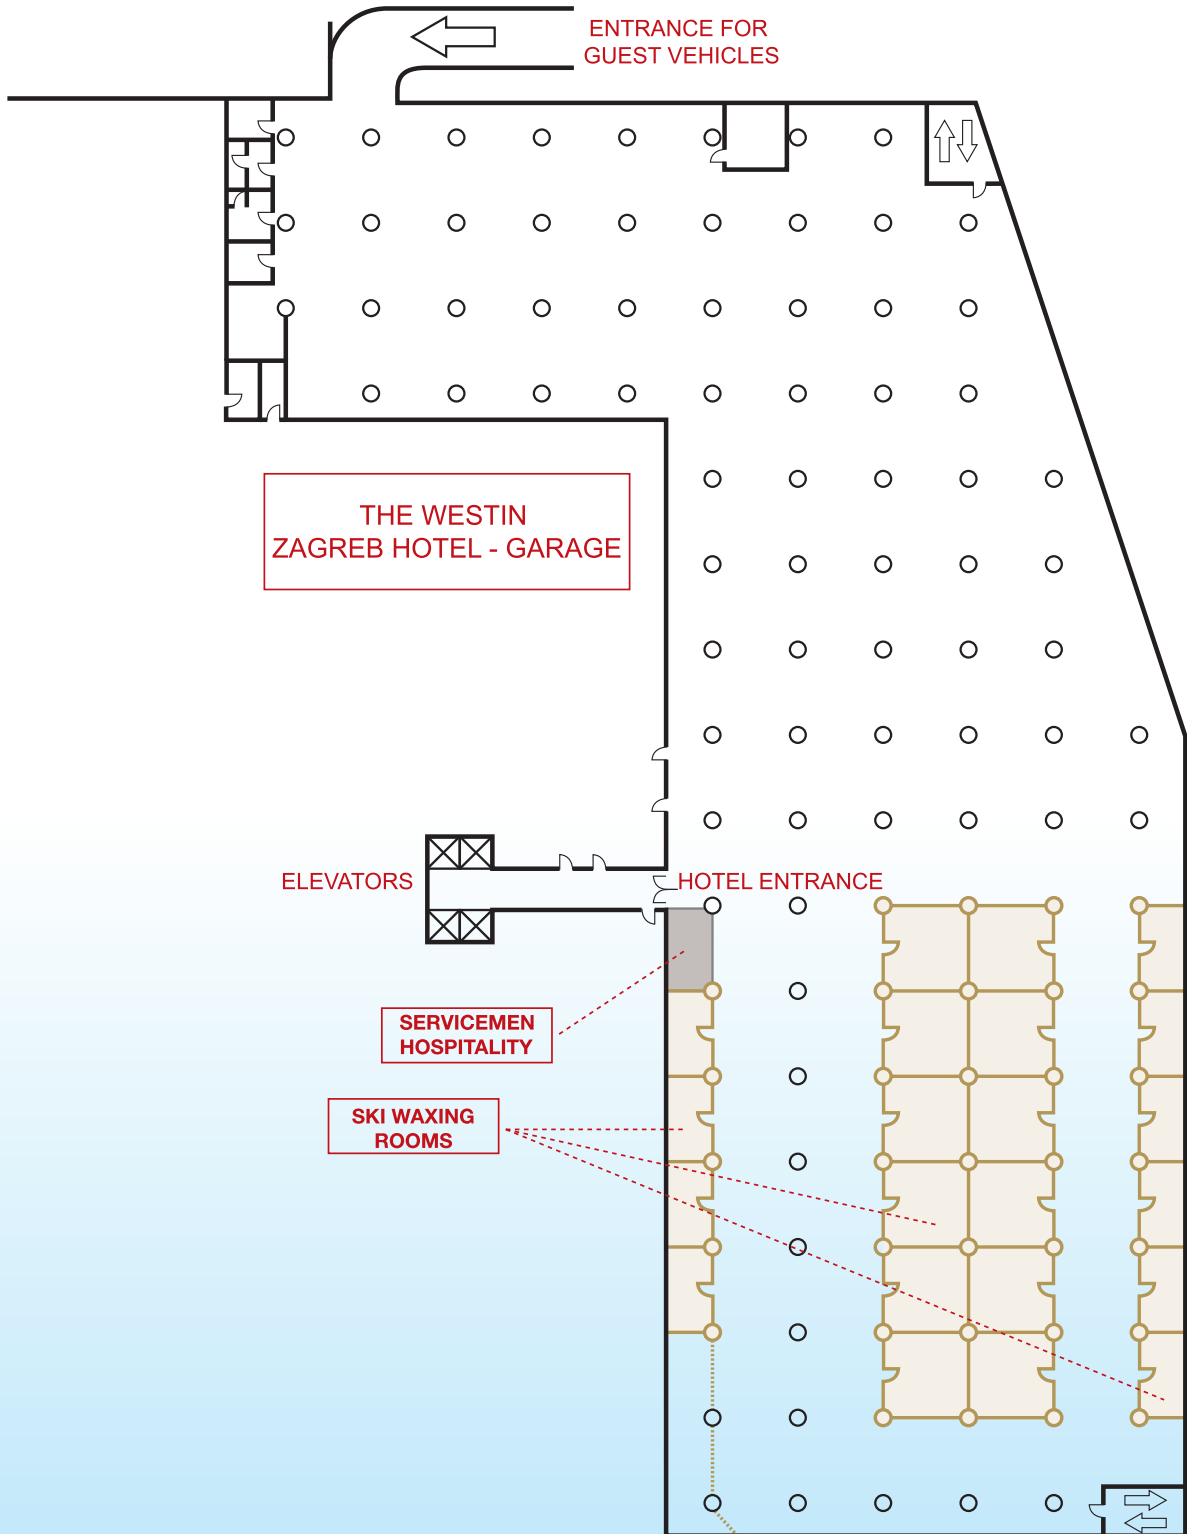 ENTRANCE FOR
GUEST VEHICLES
THE WESTIN
ZAGREB HOTEL - GARAGE
ELEVATORS
HOTEL ENTRANCE
SERVICEMEN
HOSPITALITY
SKI WAXING
ROOMS